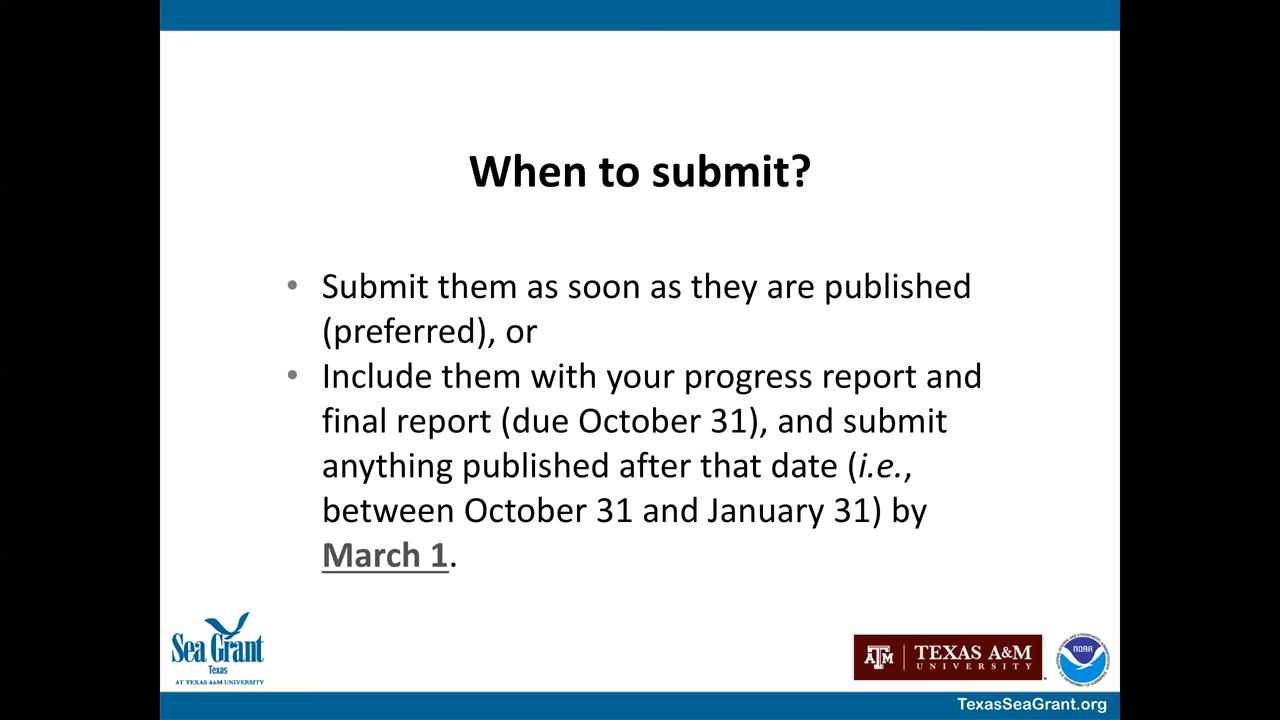 When to submit?
• Submit them as soon as they are published
(preferred), or
• Include them with your progress report and
final report (due October 31), and submit
anything published after that date (i.e.,
between October 31 and January 31) by
March 1.
Sea Grant
Texas
AT TEXAS A&M UNIVERSITY
ATM
TEXAS A&M
UNIVERSITY
NOAA
TexasSeaGrant.org